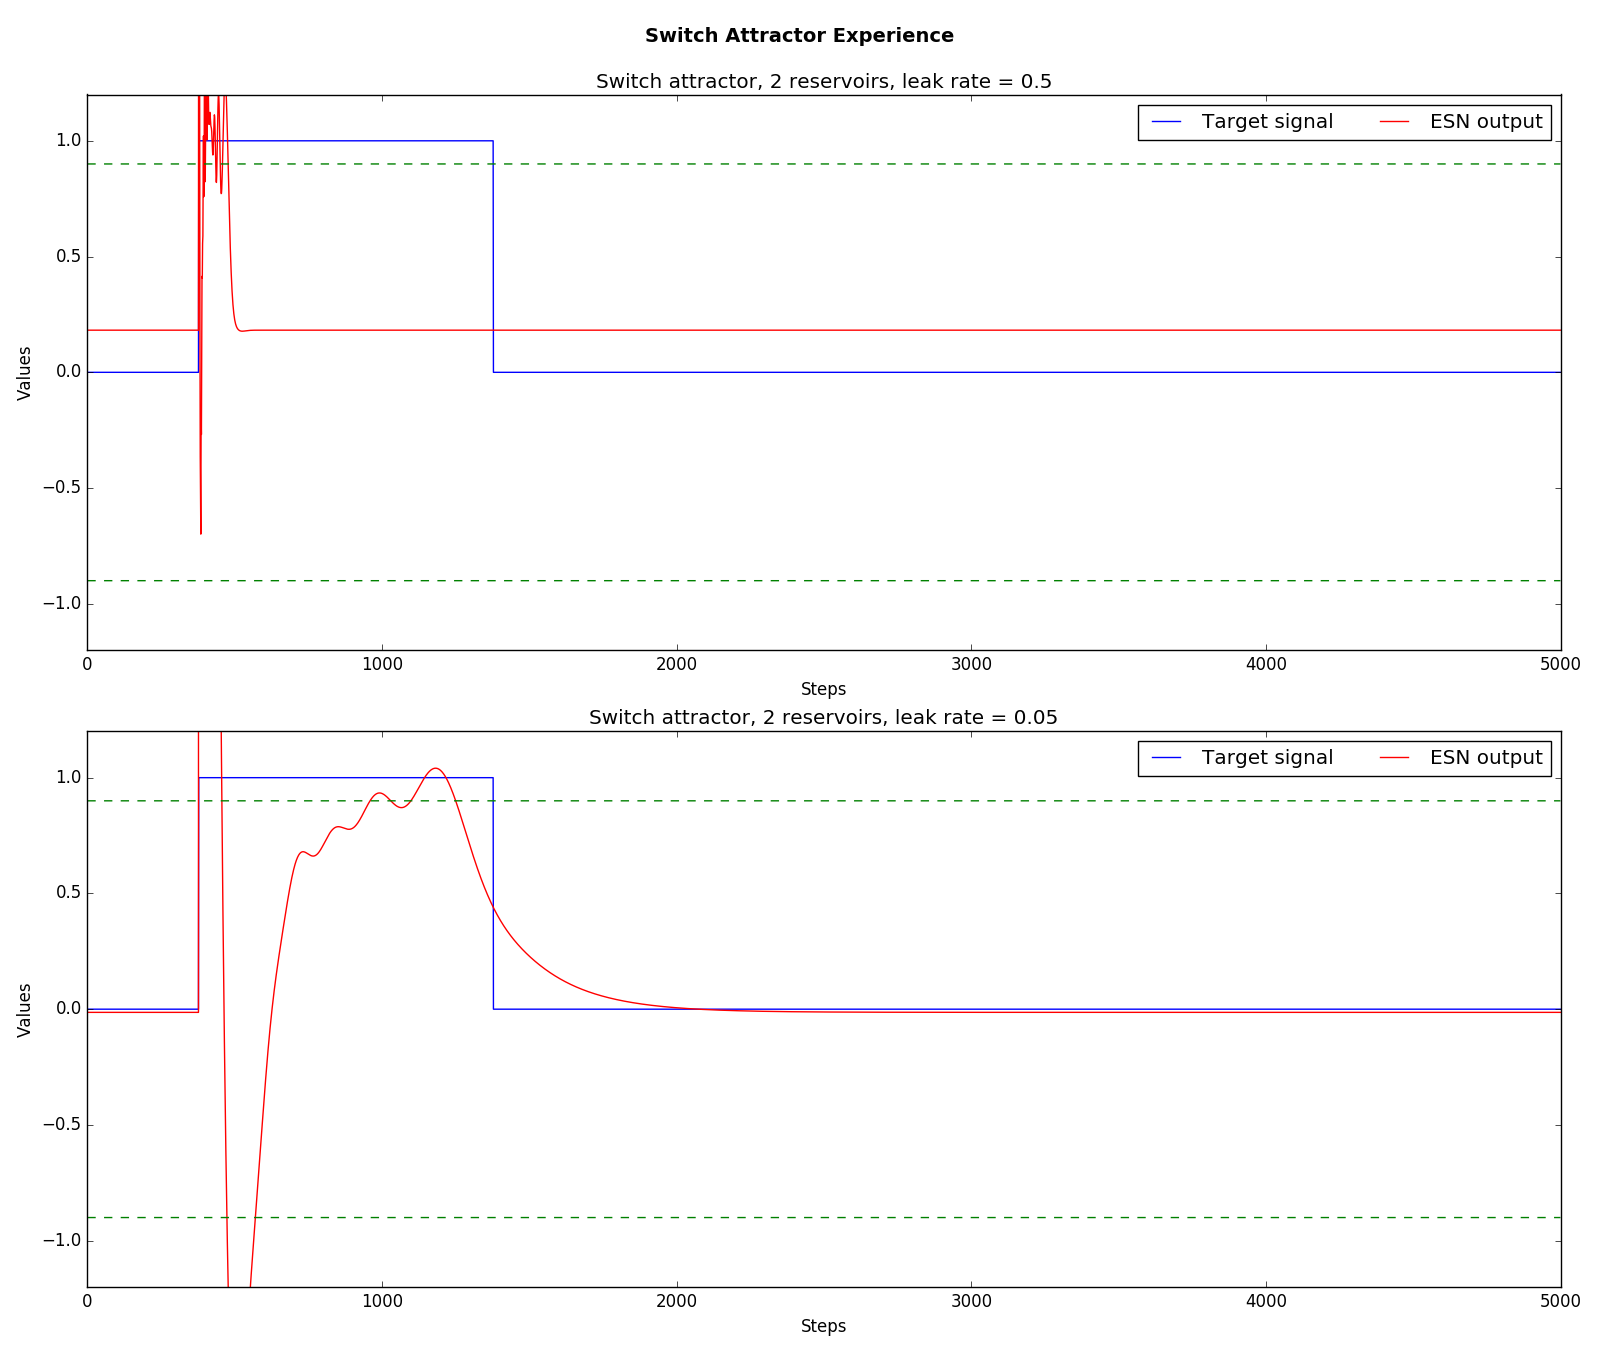 Switch Attractor Experience
Switch attractor, 2 reservoirs, leak rate = 0.5
Target signal ESN output
1.0
0.5
0.0
−0.5
−1.0
Values
0 1000 2000 3000 4000 5000
Steps
Switch attractor, 2 reservoirs, leak rate = 0.05
Target signal ESN output
1.0
0.5
0.0
−0.5
−1.0
Values
0 1000 2000 3000 4000 5000
Steps